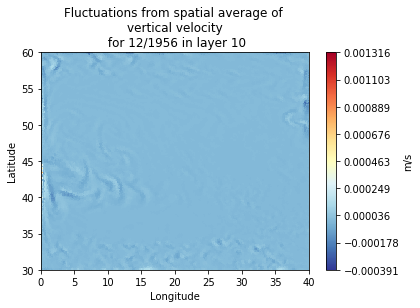 Fluctuations from spatial average of
vertical velocity
for 12/1956 in layer 10
60
55
50
45
40
35
30
Latitude
0 5 10 15 20 25 30 35 40
Longitude
0.001316
0.001103
0.000889
0.000676
0.000463
0.000249
0.000036
−0.000178
−0.000391
m/s